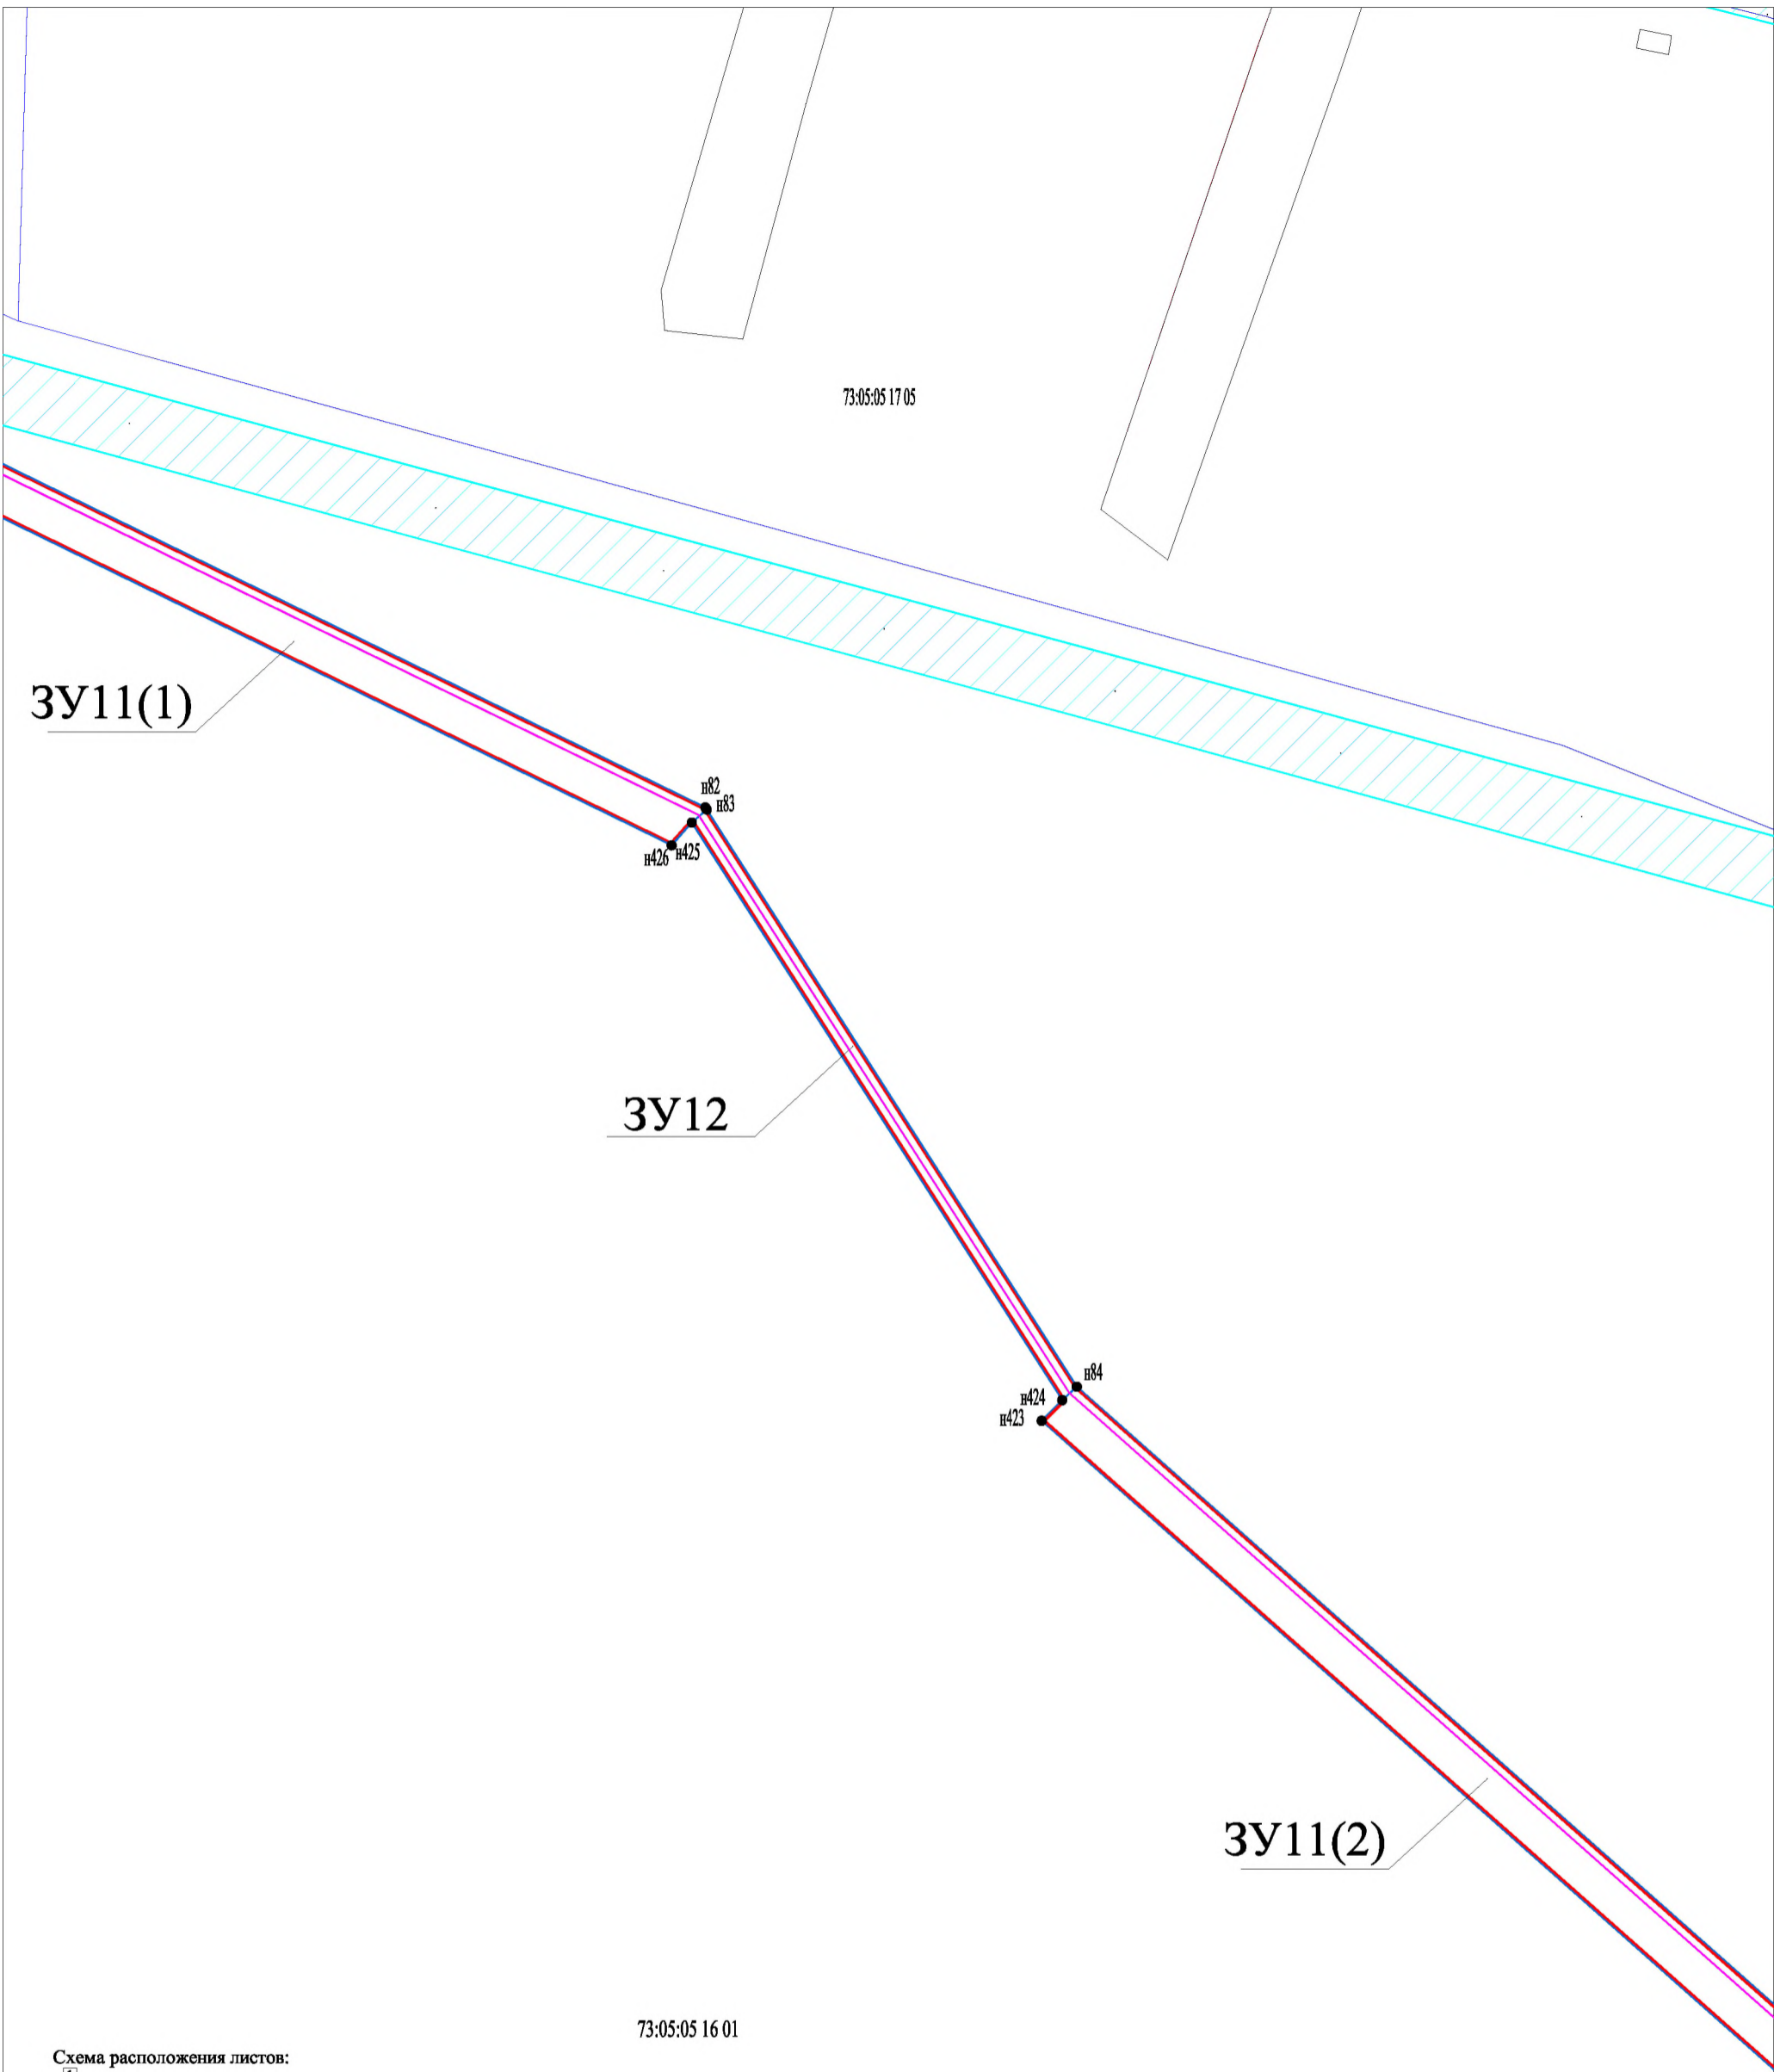 73:05:05 17 05
ЗУ11(1)
н82
н83
н425
н426
ЗУ12
н84
н424
н423
ЗУ11(2)
73:05:05 16 01
Схема расположения листов: